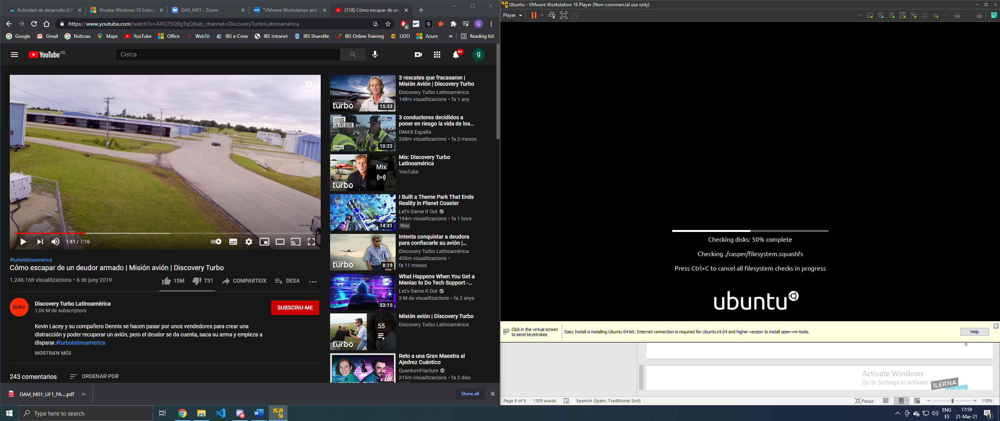 Actividad de desarrollo (UF
Prueba Windows 10 Enterp
DAX_M01 - Zoom
"VMware Workstation and
(118) Cómo escapar de un
https://www.youtube.com/watch?v=AXQ75Q9gTqQ&ab_channel=DiscoveryTurboLatinoamérica
6
G
Google
Gmail
Noticias
Maps
YouTube
Office
WebTri
IBS e-Crew
IBS Intranet
IBS Sharefile
IBS Online Training
LIDO
Azure
»
Reading list
YouTube ES
Cerca
9+
g
1:41 / 7:16
#turbolatinoamerica
Cómo escapar de un deudor armado | Misión avión | Discovery Turbo
1.246.168 visualitzacions • 6 de juny 2019
15M
731
COMPARTEIX
DESA
turbo
Discovery Turbo Latinoamérica
1,06 M de subscriptors
SUBSCRIU-ME
Kevin Lacey y su compañero Dennis se hacen pasar por unos vendedores para crear una
distracción y poder recuperar un avión, pero el deudor se da cuenta, saca su arma y empieza a
disparar.#turbolatinoamerica
MOSTRA'N MÉS
243 comentarios
ORDENAR POR
turbo
15:33
3 rescates que fracasaron |
Misión Avión | Discovery Turbo
Discovery Turbo Latinoamérica
148m visualitzacions • fa 1 any
NIÑOS
EN PELIGRO
CARRETERAS
DMAX
10:22
3 conductores decididos a
poner en riesgo la vida de los...
DMAX España
338m visualitzacions • fa 2 mesos
Mix
turbo
Mix: Discovery Turbo
Latinoamérica
YouTube
14:31
I Built a Theme Park That Ends
Reality in Planet Coaster
Let's Game It Out
194m visualitzacions • fa 1 hora
Nou
turbo
8:19
Intenta conquistar a deudora
para confiscarle su avión |...
Discovery Turbo Latinoamérica
455m visualitzacions •
fa 11 mesos
23:15
What Happens When You Get a
Maniac to Do Tech Support -...
Let's Game It Out
3 M de visualitzacions • fa 2 anys
55
turbo
Misión avión | Discovery Turbo
Discovery Turbo Latinoamérica
Reto a una Gran Maestra al
Ajedrez Cuántico
QuantumFracture
315m visualitzacions • fa 2 dies
DAM_M01_UF1_PA....pdf
Show all
Ubuntu - VMware Workstation 16 Player (Non-commercial use only)
Player
Checking disks: 50% complete
Checking ./casper/filesystem.squashfs
Press Ctrl+C to cancel all filesystem checks in progress
ubuntu
Click in the virtual screen
to send keystrokes
Easy Install is installing Ubuntu 64-bit. Internet connection is required for Ubuntu14.04 and higher version to install open-vm-tools.
Help
8
Activate Windows
Go to Settings to activate
ILERNA
Online
Page 9 of 9
1309 words
Spanish (Spain, Traditional Sort)
Focus
110%
Type here to search
ENG
ES
17:59
21-Mar-21
3